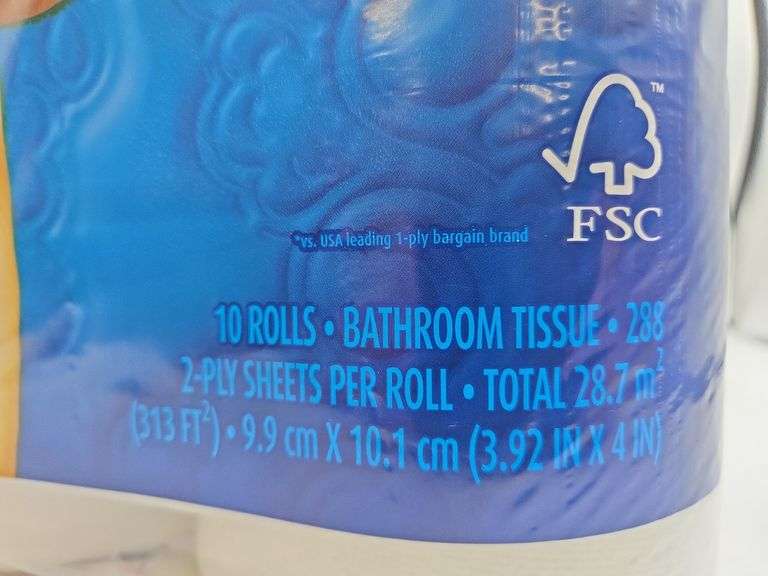 ™
FSC
*vs. USA leading 1-ply bargain brand
10 ROLLS • BATHROOM TISSUE • 288
2-PLY SHEETS PER ROLL • TOTAL 28.7 m²
(313 FT²) • 9.9 cm X 10.1 cm (3.92 IN X 4 IN)